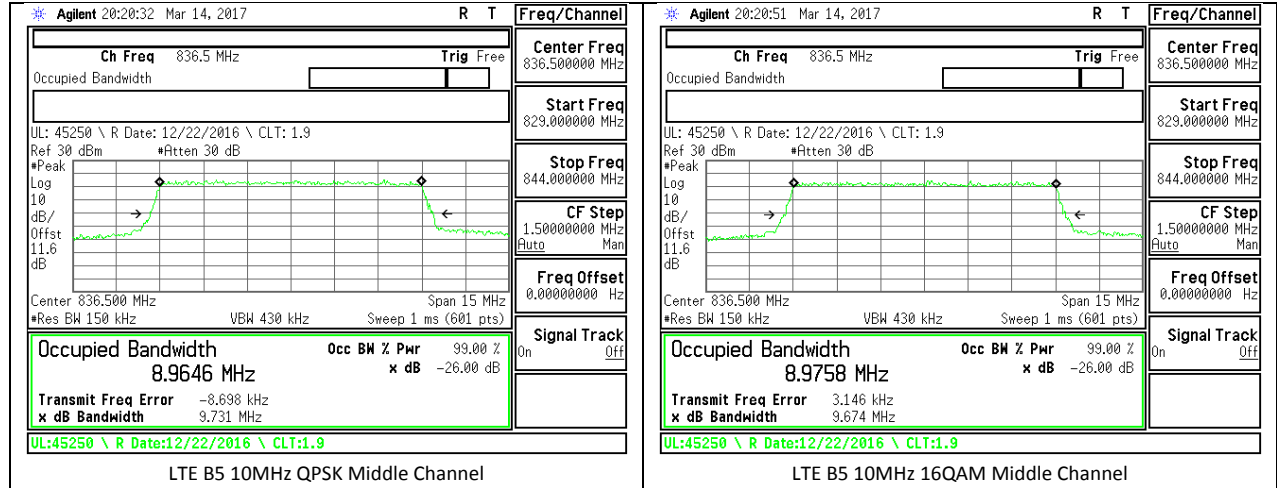 Agilent 20:20:32 Mar 14, 2017 R T
Freq/Channel
Ch Freq 836.5 MHz Trig Free
Occupied Bandwidth
UL: 45250 \ R Date: 12/22/2016 \ CLT: 1.9
Ref 30 dBm #Atten 30 dB
#Peak
Log
10
dB/
Offst
11.6
dB
Center 836.500 MHz Span 15 MHz
#Res BW 150 kHz VBW 430 kHz Sweep 1 ms (601 pts)
Occupied Bandwidth Occ BW % Pwr 99.00 %
8.9646 MHz x dB -26.00 dB
Transmit Freq Error -8.698 kHz
x dB Bandwidth 9.731 MHz
UL:45250 \ R Date:12/22/2016 \ CLT:1.9
Center Freq
836.500000 MHz
Start Freq
829.000000 MHz
Stop Freq
844.000000 MHz
CF Step
1.50000000 MHz
Auto Man
Freq Offset
0.00000000 Hz
Signal Track
On Off
LTE B5 10MHz QPSK Middle Channel
Agilent 20:20:51 Mar 14, 2017 R T
Freq/Channel
Ch Freq 836.5 MHz Trig Free
Occupied Bandwidth
UL: 45250 \ R Date: 12/22/2016 \ CLT: 1.9
Ref 30 dBm #Atten 30 dB
#Peak
Log
10
dB/
Offst
11.6
dB
Center 836.500 MHz Span 15 MHz
#Res BW 150 kHz VBW 430 kHz Sweep 1 ms (601 pts)
Occupied Bandwidth Occ BW % Pwr 99.00 %
8.9758 MHz x dB -26.00 dB
Transmit Freq Error 3.146 kHz
x dB Bandwidth 9.674 MHz
UL:45250 \ R Date:12/22/2016 \ CLT:1.9
Center Freq
836.500000 MHz
Start Freq
829.000000 MHz
Stop Freq
844.000000 MHz
CF Step
1.50000000 MHz
Auto Man
Freq Offset
0.00000000 Hz
Signal Track
On Off
LTE B5 10MHz 16QAM Middle Channel